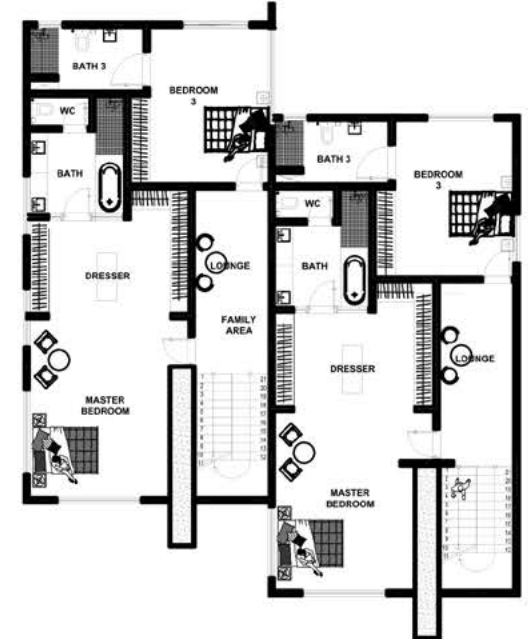 BATH 3
BEDROOM
3
WC
BATH
DRESSER
LOUNGE
FAMILY
AREA
MASTER
BEDROOM
BATH 3
BEDROOM
3
WC
BATH
DRESSER
LOUNGE
MASTER
BEDROOM